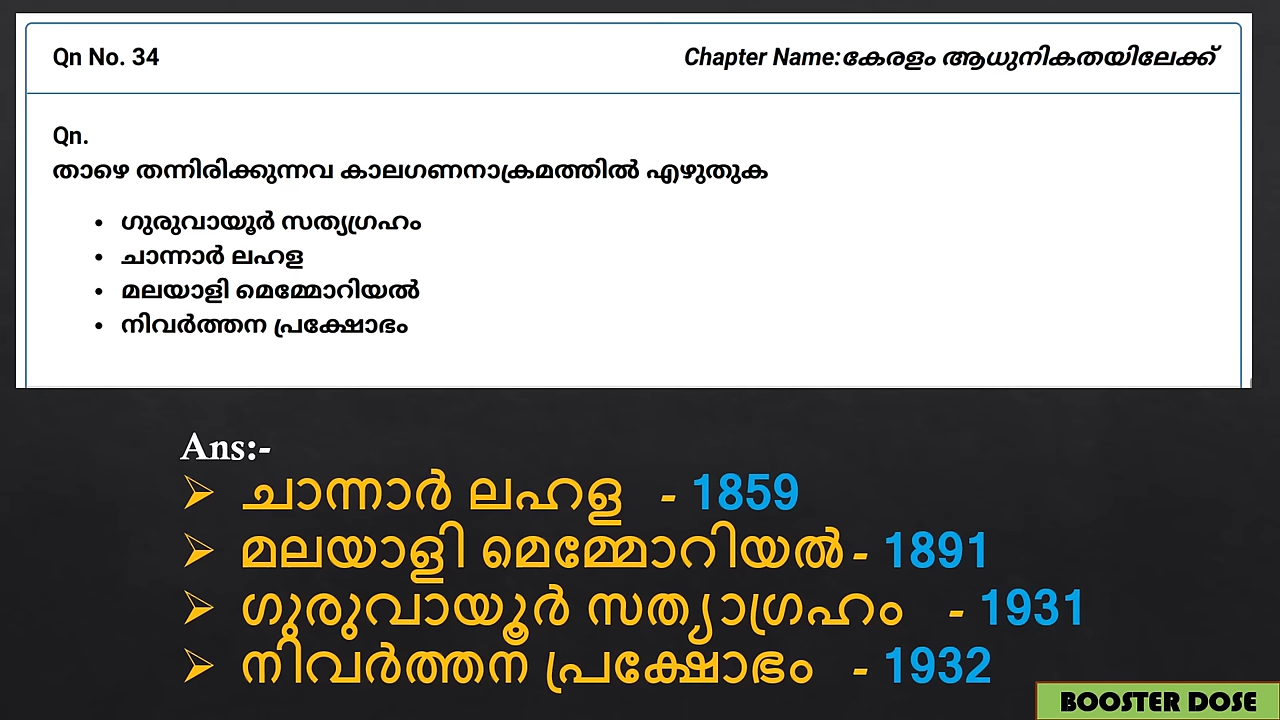 Qn No. 34
Chapter Name:കേരളം ആധുനികതയിലേക്ക്
Qn.
താഴെ തന്നിരിക്കുന്നവ കാലഗണനാക്രമത്തിൽ എഴുതുക
• ഗുരുവായൂർ സത്യഗ്രഹം
• ചാന്നാർ ലഹള
• മലയാളി മെമ്മോറിയൽ
• നിവർത്തന പ്രക്ഷോഭം
Ans:-
➢ ചാന്നാർ ലഹള - 1859
➢ മലയാളി മെമ്മോറിയൽ - 1891
➢ ഗുരുവായൂർ സത്യാഗ്രഹം - 1931
➢ നിവർത്തന പ്രക്ഷോഭം - 1932
BOOSTER DOSE